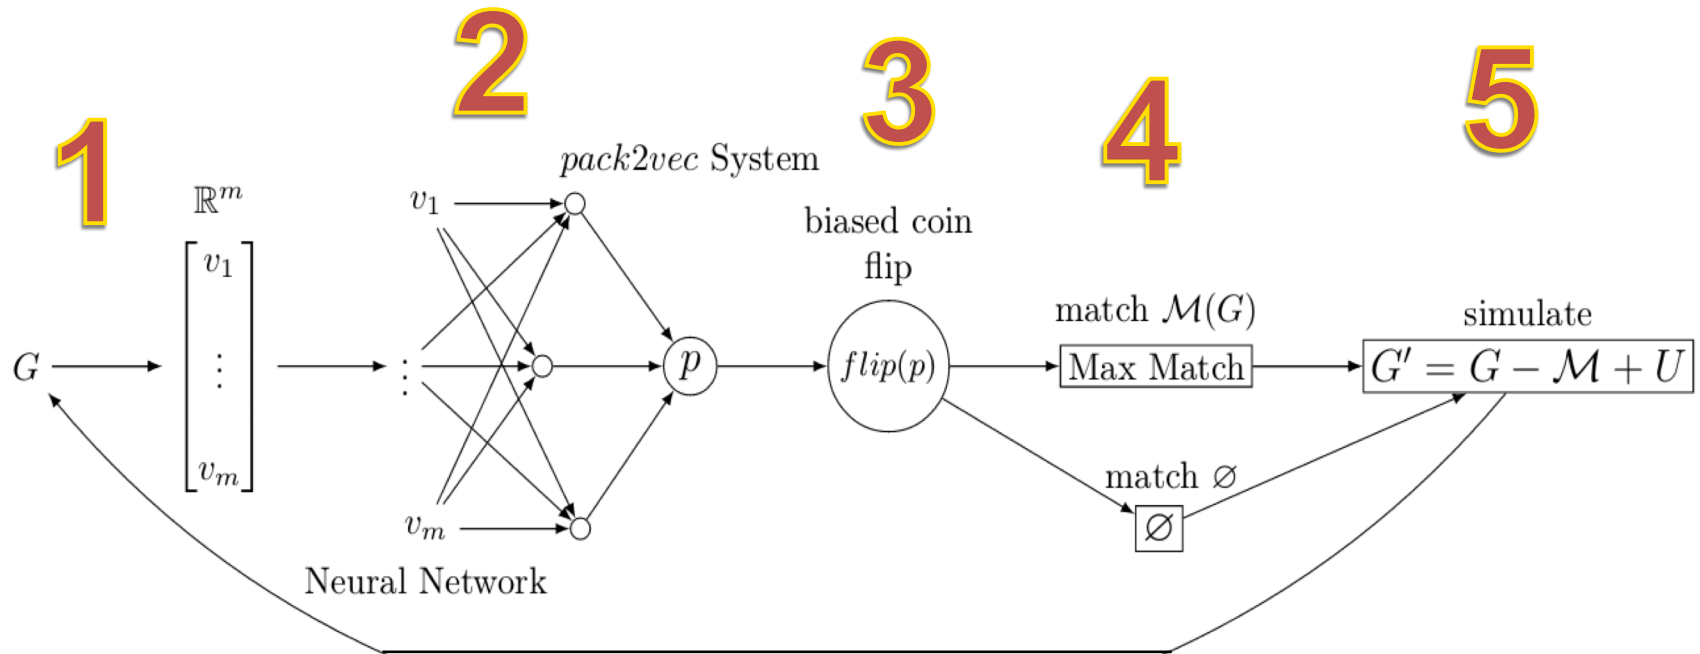 1
2
3
4
5
pack2vec System
ℝ^m
v_1
⋮
v_m
G
v_1
⋮
v_m
Neural Network
p
biased coin
flip
flip(p)
match ℳ(G)
Max Match
match ∅
∅
simulate
G′ = G − ℳ + U